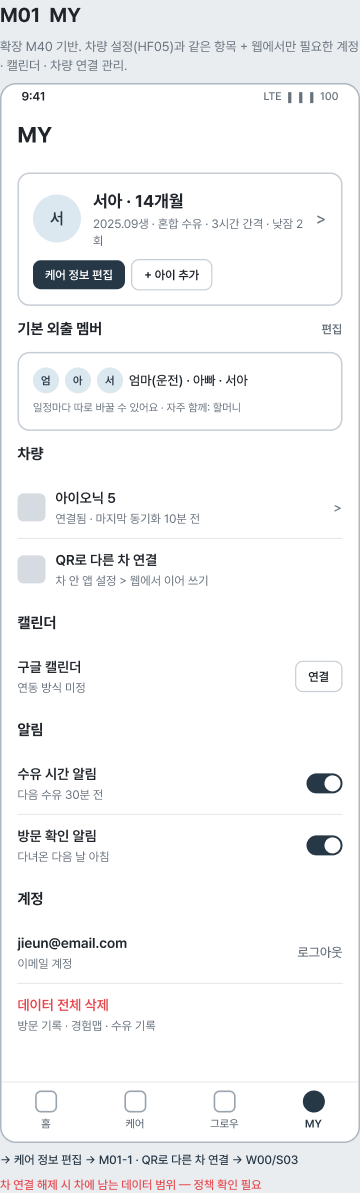 M01 MY
확장 M40 기반. 차량 설정(HF05)과 같은 항목 + 웹에서만 필요한 계정
· 캘린더 · 차량 연결 관리.
9:41
LTE ▌▐ ▐ 100
MY
서
서아 · 14개월
2025.09생 · 혼합 수유 · 3시간 간격 · 낮잠 2
회
>
케어 정보 편집
+ 아이 추가
기본 외출 멤버
편집
엄 아 서 엄마(운전) · 아빠 · 서아
일정마다 따로 바꿀 수 있어요 · 자주 함께: 할머니
차량
아이오닉 5
연결됨 · 마지막 동기화 10분 전
>
QR로 다른 차 연결
차 안 앱 설정 > 웹에서 이어 쓰기
캘린더
구글 캘린더
연동 방식 미정
연결
알림
수유 시간 알림
다음 수유 30분 전
방문 확인 알림
다녀온 다음 날 아침
계정
jieun@email.com
이메일 계정
로그아웃
데이터 전체 삭제
방문 기록 · 경험맵 · 수유 기록
홈 케어 그로우 MY
→ 케어 정보 편집 → M01-1 · QR로 다른 차 연결 → W00/S03
차 연결 해제 시 차에 남는 데이터 범위 — 정책 확인 필요